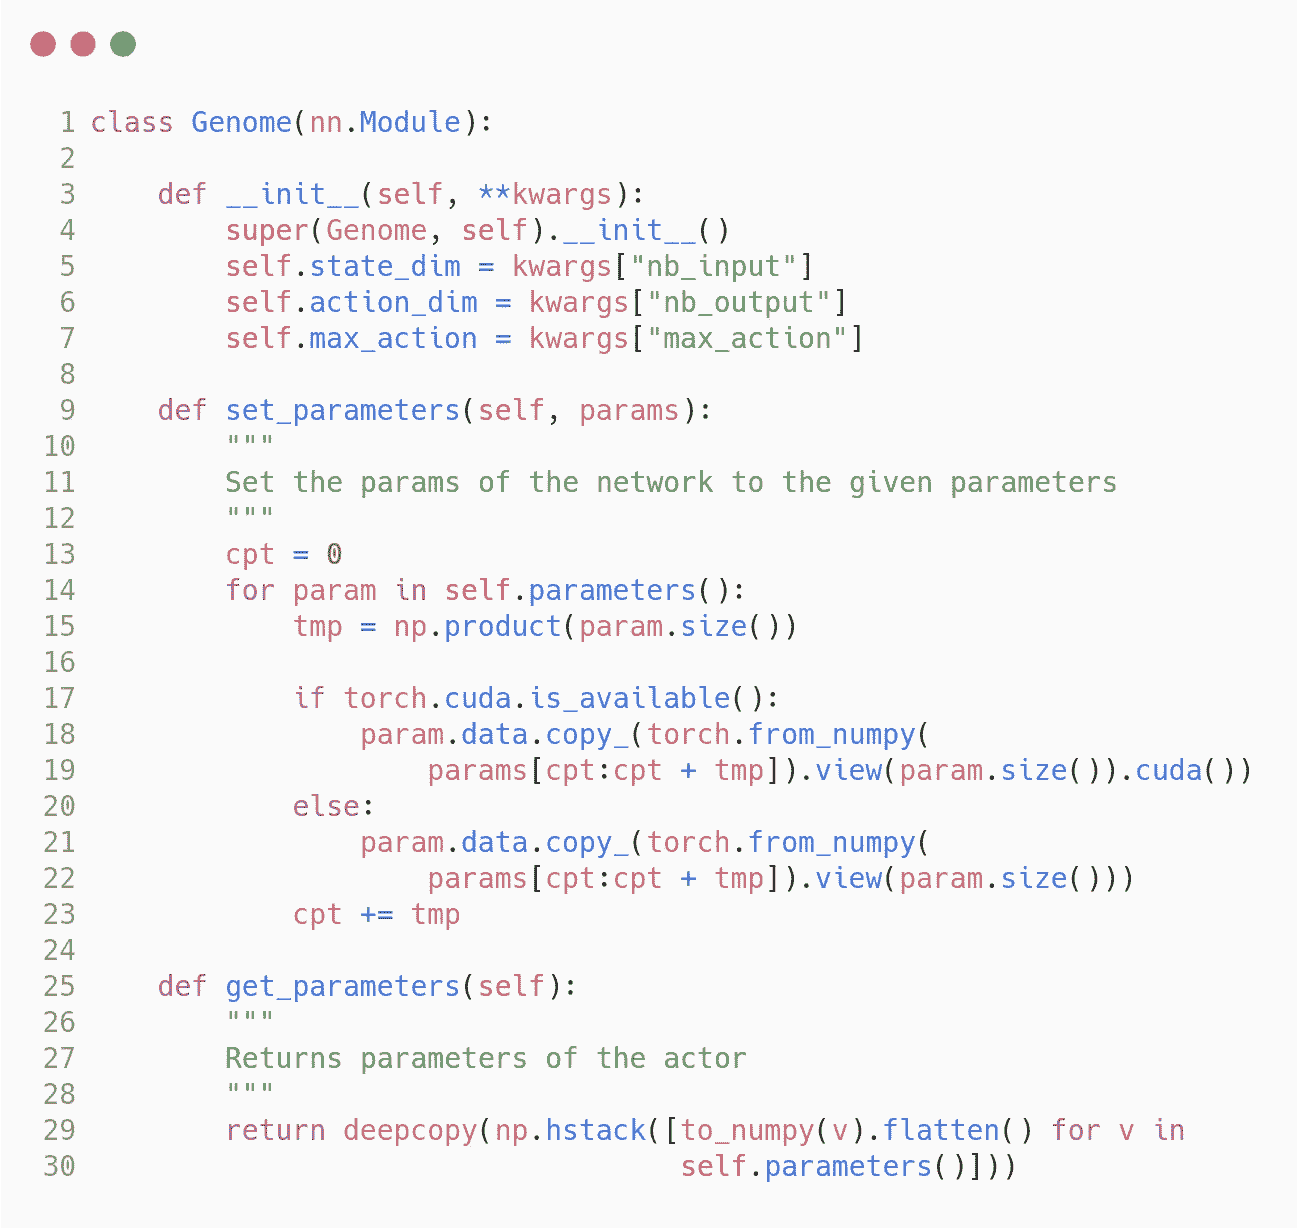 1 class Genome(nn.Module):
2
3     def __init__(self, **kwargs):
4         super(Genome, self).__init__()
5         self.state_dim = kwargs["nb_input"]
6         self.action_dim = kwargs["nb_output"]
7         self.max_action = kwargs["max_action"]
8
9     def set_parameters(self, params):
10         """
11         Set the params of the network to the given parameters
12         """
13         cpt = 0
14         for param in self.parameters():
15             tmp = np.product(param.size())
16
17             if torch.cuda.is_available():
18                 param.data.copy_(torch.from_numpy(
19                     params[cpt:cpt + tmp]).view(param.size()).cuda())
20             else:
21                 param.data.copy_(torch.from_numpy(
22                     params[cpt:cpt + tmp]).view(param.size()))
23             cpt += tmp
24
25     def get_parameters(self):
26         """
27         Returns parameters of the actor
28         """
29         return deepcopy(np.hstack([to_numpy(v).flatten() for v in
30                                    self.parameters()]))